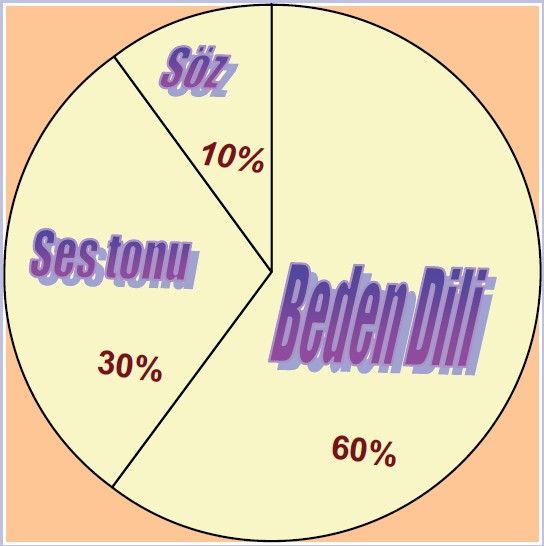 Söz
10%
Ses tonu
30%
Beden Dili
60%